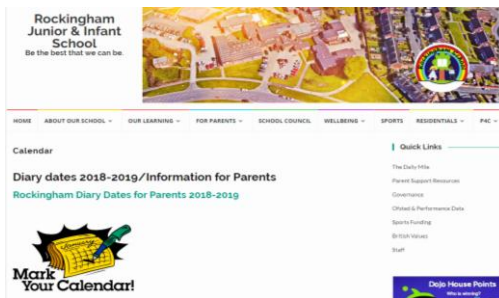 Rockingham
Junior & Infant
School
Be the best that we can be.
HOME ABOUT OUR SCHOOL OUR LEARNING FOR PARENTS SCHOOL COUNCIL WELLBEING SPORTS RESIDENTIALS P4C
Calendar
Diary dates 2018-2019/Information for Parents
Rockingham Diary Dates for Parents 2018-2019
Mark
Your Calendar!
Quick Links
The Daily Mile
Parent Support Resources
Governance
Ofsted & Performance Data
Sports Funding
British Values
Staff
Dojo House Points
Who is winning?